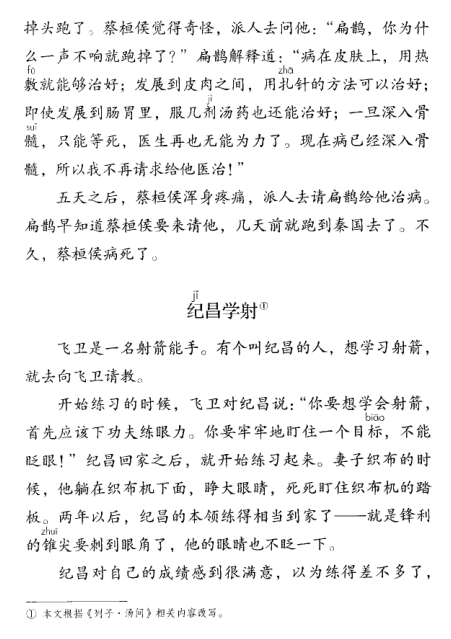 掉头跑了。蔡桓侯觉得奇怪，派人去问他：“扁鹊，你为什
么一声不响就跑掉了？”扁鹊解释道：“病在皮肤上，用热
fū zhā
敷就能够治好；发展到皮肉之间，用扎针的方法可以治好；
jì
即使发展到肠胃里，服几剂汤药也还能治好；一旦深入骨
suǐ
髓，只能等死，医生再也无能为力了。现在病已经深入骨
髓，所以我不再请求给他医治！”
五天之后，蔡桓侯浑身疼痛，派人去请扁鹊给他治病。
扁鹊早知道蔡桓侯要来请他，几天前就跑到秦国去了。不
久，蔡桓侯病死了。
jǐ
纪昌学射①
飞卫是一名射箭能手。有个叫纪昌的人，想学习射箭，
就去向飞卫请教。
开始练习的时候，飞卫对纪昌说：“你要想学会射箭，
biāo
首先应该下功夫练眼力。你要牢牢地盯住一个目标，不能
眨眼！”纪昌回家之后，就开始练习起来。妻子织布的时
候，他躺在织布机下面，睁大眼睛，死死盯住织布机的踏
板。两年以后，纪昌的本领练得相当到家了——就是锋利
zhuī
的锥尖要刺到眼角了，他的眼睛也不眨一下。
纪昌对自己的成绩感到很满意，以为练得差不多了，
① 本文根据《列子·汤问》相关内容改写。